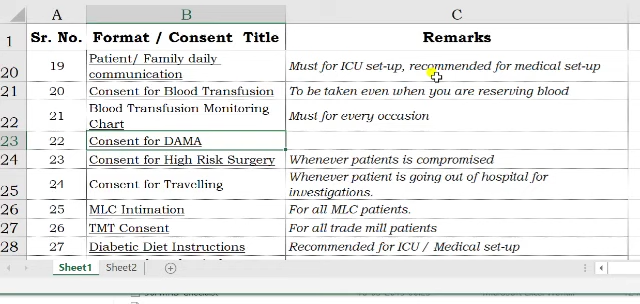 A B C
1 Sr. No. Format / Consent Title Remarks
20 19 Patient/ Family daily communication Must for ICU set-up, recommended for medical set-up
21 20 Consent for Blood Transfusion To be taken even when you are reserving blood
22 21 Blood Transfusion Monitoring Chart Must for every occasion
23 22 Consent for DAMA
24 23 Consent for High Risk Surgery Whenever patients is compromised
25 24 Consent for Travelling Whenever patient is going out of hospital for investigations.
26 25 MLC Intimation For all MLC patients.
27 26 TMT Consent For all trade mill patients
28 27 Diabetic Diet Instructions Recommended for ICU / Medical set-up
Sheet1 Sheet2